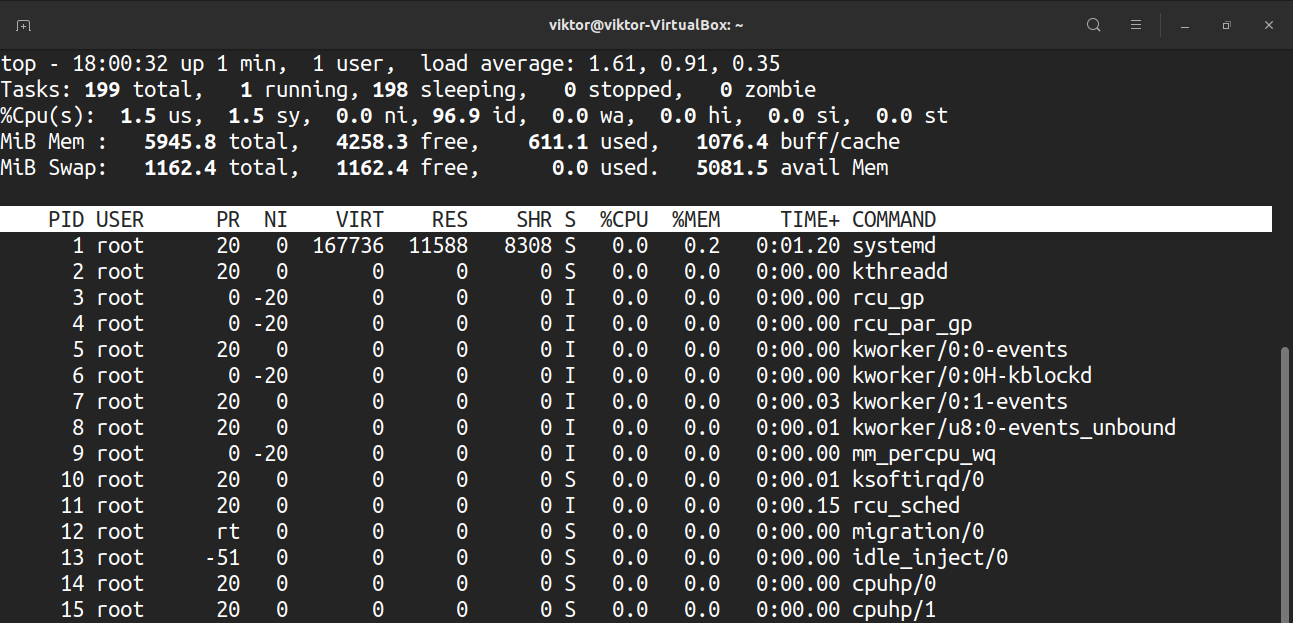 viktor@viktor-VirtualBox: ~
top - 18:00:32 up 1 min,  1 user,  load average: 1.61, 0.91, 0.35
Tasks: 199 total,   1 running, 198 sleeping,   0 stopped,   0 zombie
%Cpu(s):  1.5 us,  1.5 sy,  0.0 ni, 96.9 id,  0.0 wa,  0.0 hi,  0.0 si,  0.0 st
MiB Mem :   5945.8 total,   4258.3 free,    611.1 used,   1076.4 buff/cache
MiB Swap:   1162.4 total,   1162.4 free,      0.0 used.   5081.5 avail Mem
PID USER      PR  NI    VIRT    RES    SHR S  %CPU  %MEM     TIME+ COMMAND
1 root      20   0  167736  11588   8308 S   0.0   0.2   0:01.20 systemd
2 root      20   0       0      0      0 S   0.0   0.0   0:00.00 kthreadd
3 root       0 -20       0      0      0 I   0.0   0.0   0:00.00 rcu_gp
4 root       0 -20       0      0      0 I   0.0   0.0   0:00.00 rcu_par_gp
5 root      20   0       0      0      0 I   0.0   0.0   0:00.00 kworker/0:0-events
6 root       0 -20       0      0      0 I   0.0   0.0   0:00.00 kworker/0:0H-kblockd
7 root      20   0       0      0      0 I   0.0   0.0   0:00.03 kworker/0:1-events
8 root      20   0       0      0      0 I   0.0   0.0   0:00.01 kworker/u8:0-events_unbound
9 root       0 -20       0      0      0 I   0.0   0.0   0:00.00 mm_percpu_wq
10 root      20   0       0      0      0 S   0.0   0.0   0:00.01 ksoftirqd/0
11 root      20   0       0      0      0 I   0.0   0.0   0:00.15 rcu_sched
12 root      rt   0       0      0      0 S   0.0   0.0   0:00.00 migration/0
13 root     -51   0       0      0      0 S   0.0   0.0   0:00.00 idle_inject/0
14 root      20   0       0      0      0 S   0.0   0.0   0:00.00 cpuhp/0
15 root      20   0       0      0      0 S   0.0   0.0   0:00.00 cpuhp/1